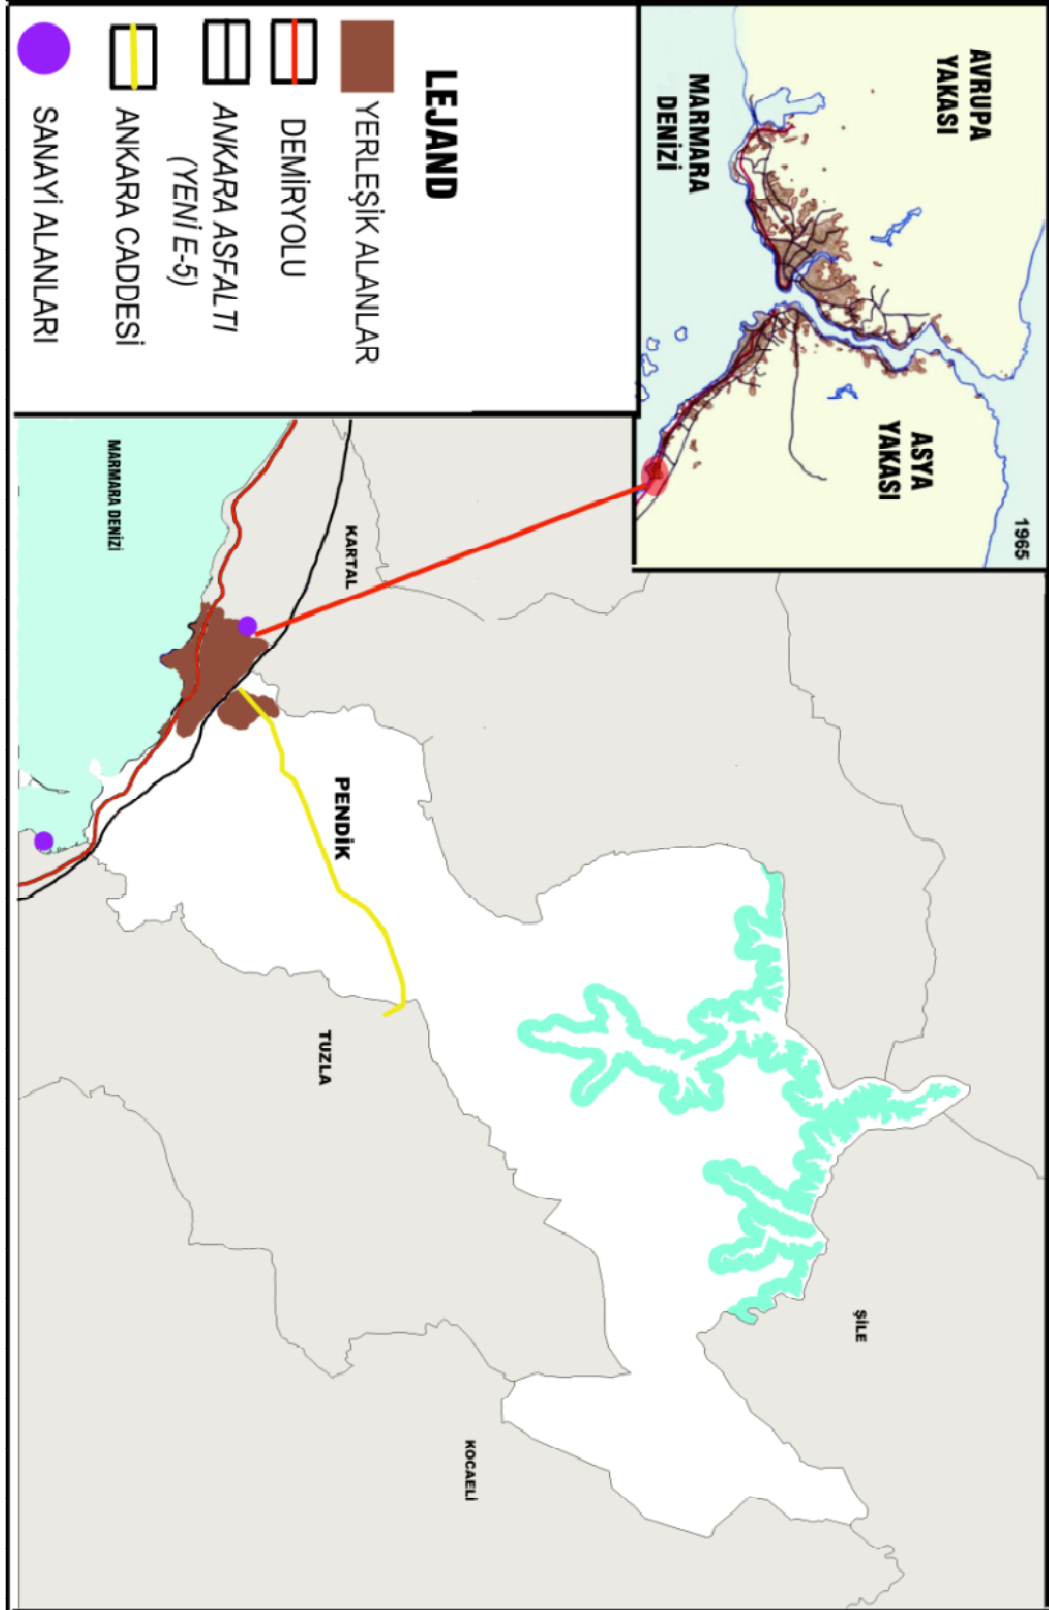 AVRUPA
YAKASI
MARMARA
DENİZİ
ASYA
YAKASI
1965
LEJAND
YERLEŞİK ALANLAR
DEMİRYOLU
ANKARA ASFALTI
(YENİ E-5)
ANKARA CADDESİ
SANAYİ ALANLARI
KARTAL
MARMARA DENİZİ
PENDİK
TUZLA
ŞİLE
KOCAELİ